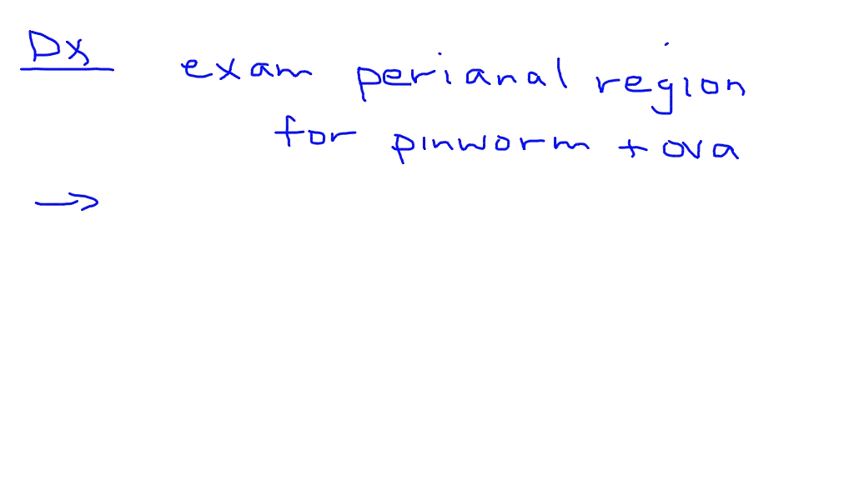 Dx exam perianal region
for pinworm + ova
→